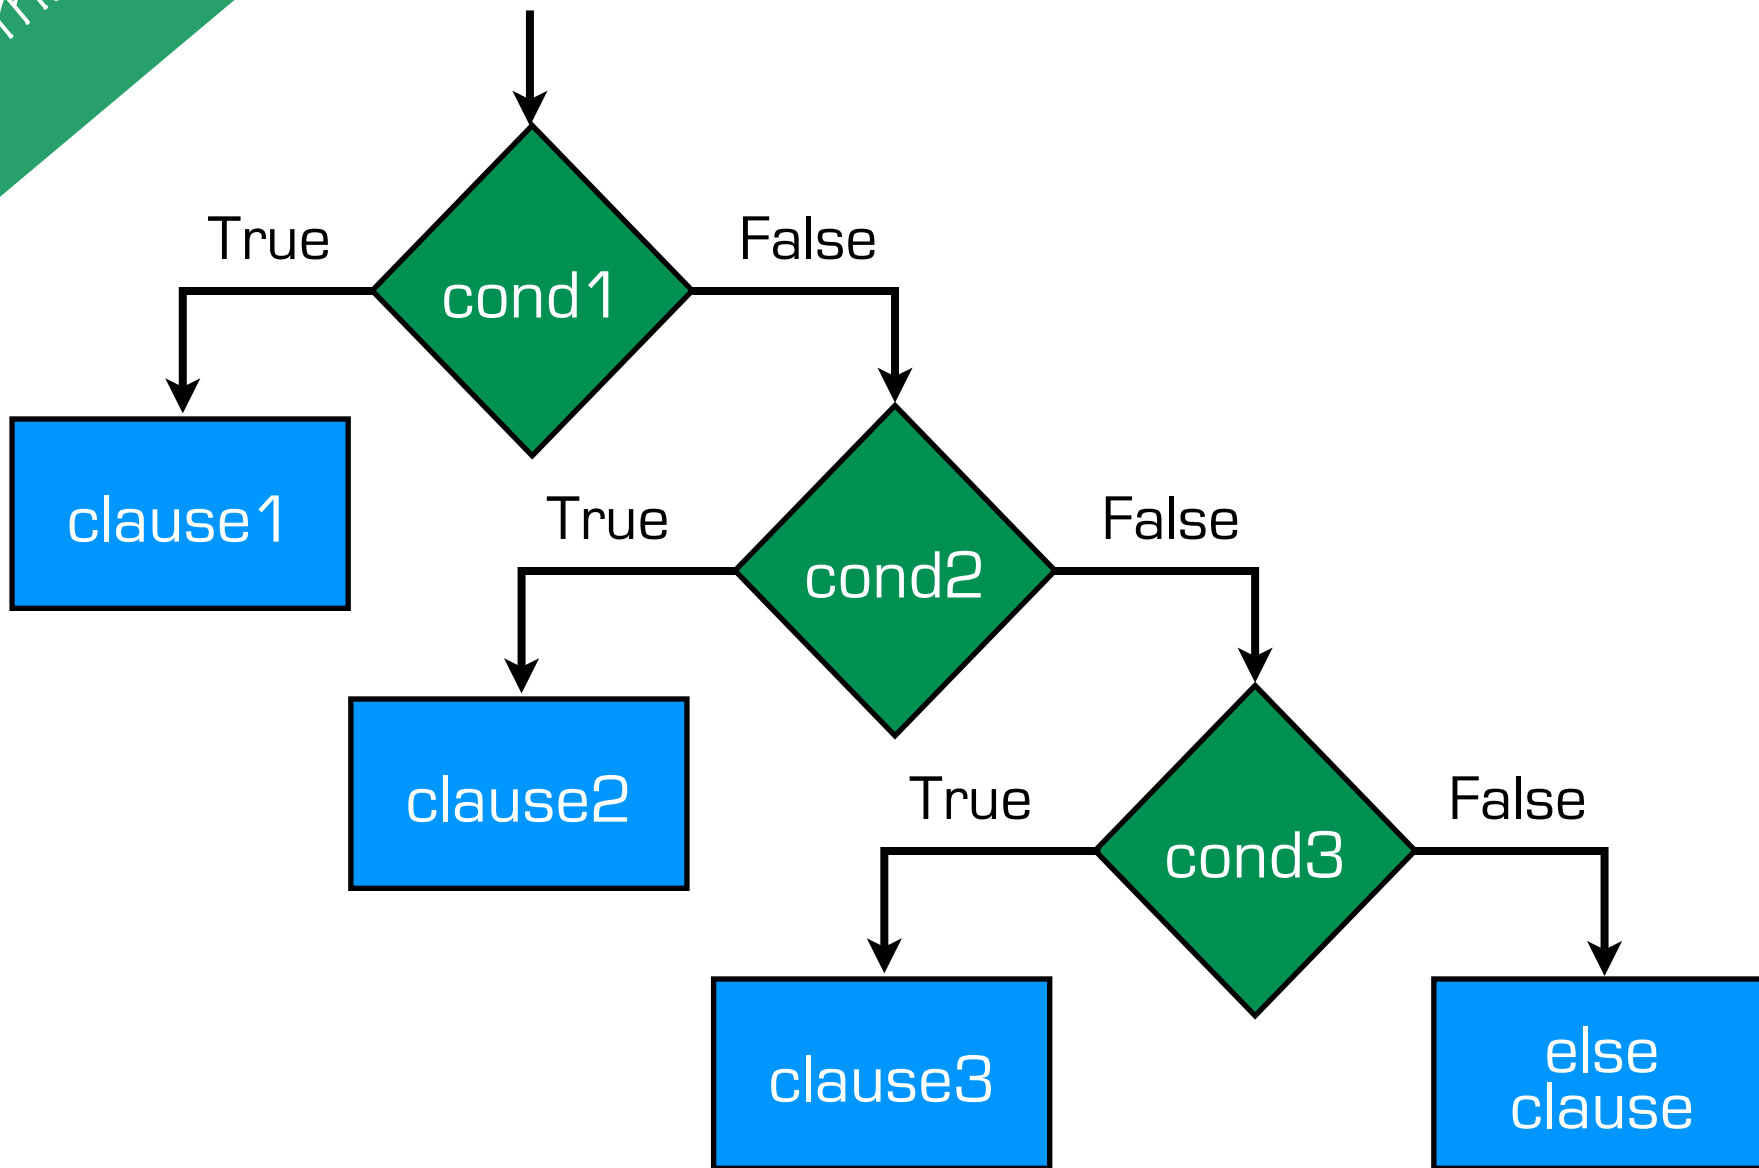 True
False
cond1
clause1
True
False
cond2
clause2
True
False
cond3
clause3
else
clause